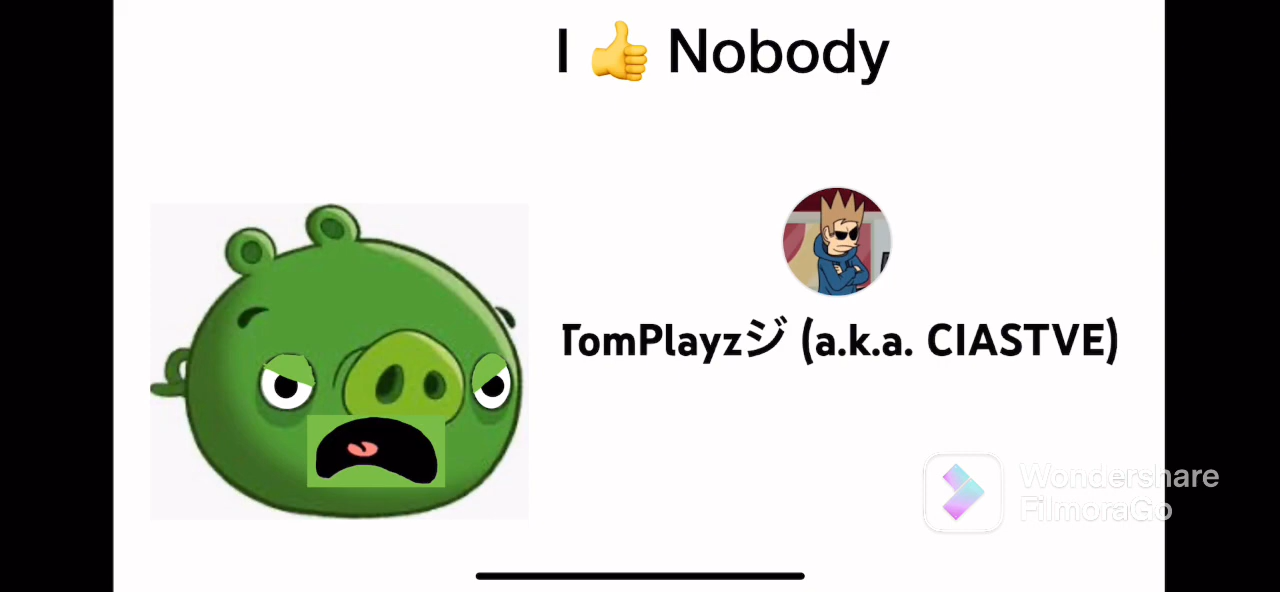 I 👍 Nobody
TomPlayzジ (a.k.a. CIASTVE)
Wondershare
FilmoraGo